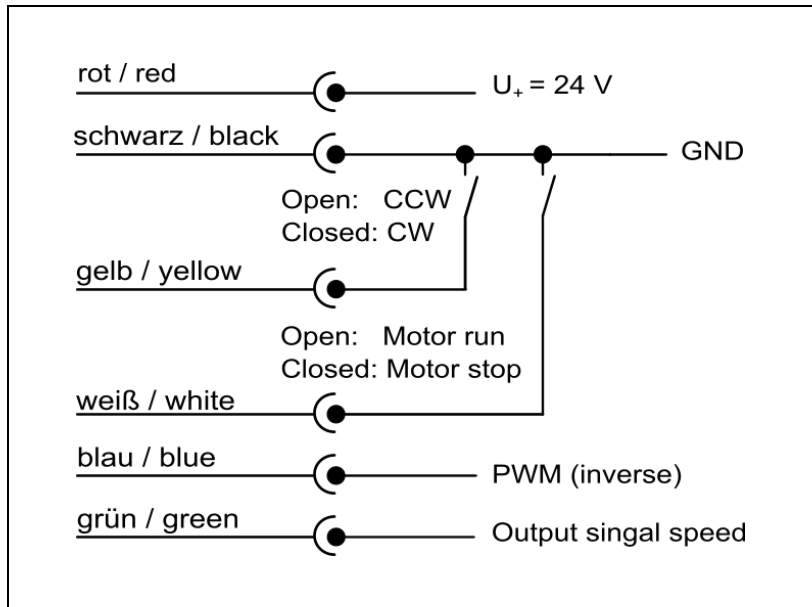 rot / red
U+ = 24 V
schwarz / black
GND
Open: CCW
Closed: CW
gelb / yellow
Open: Motor run
Closed: Motor stop
weiß / white
blau / blue
PWM (inverse)
grün / green
Output singal speed